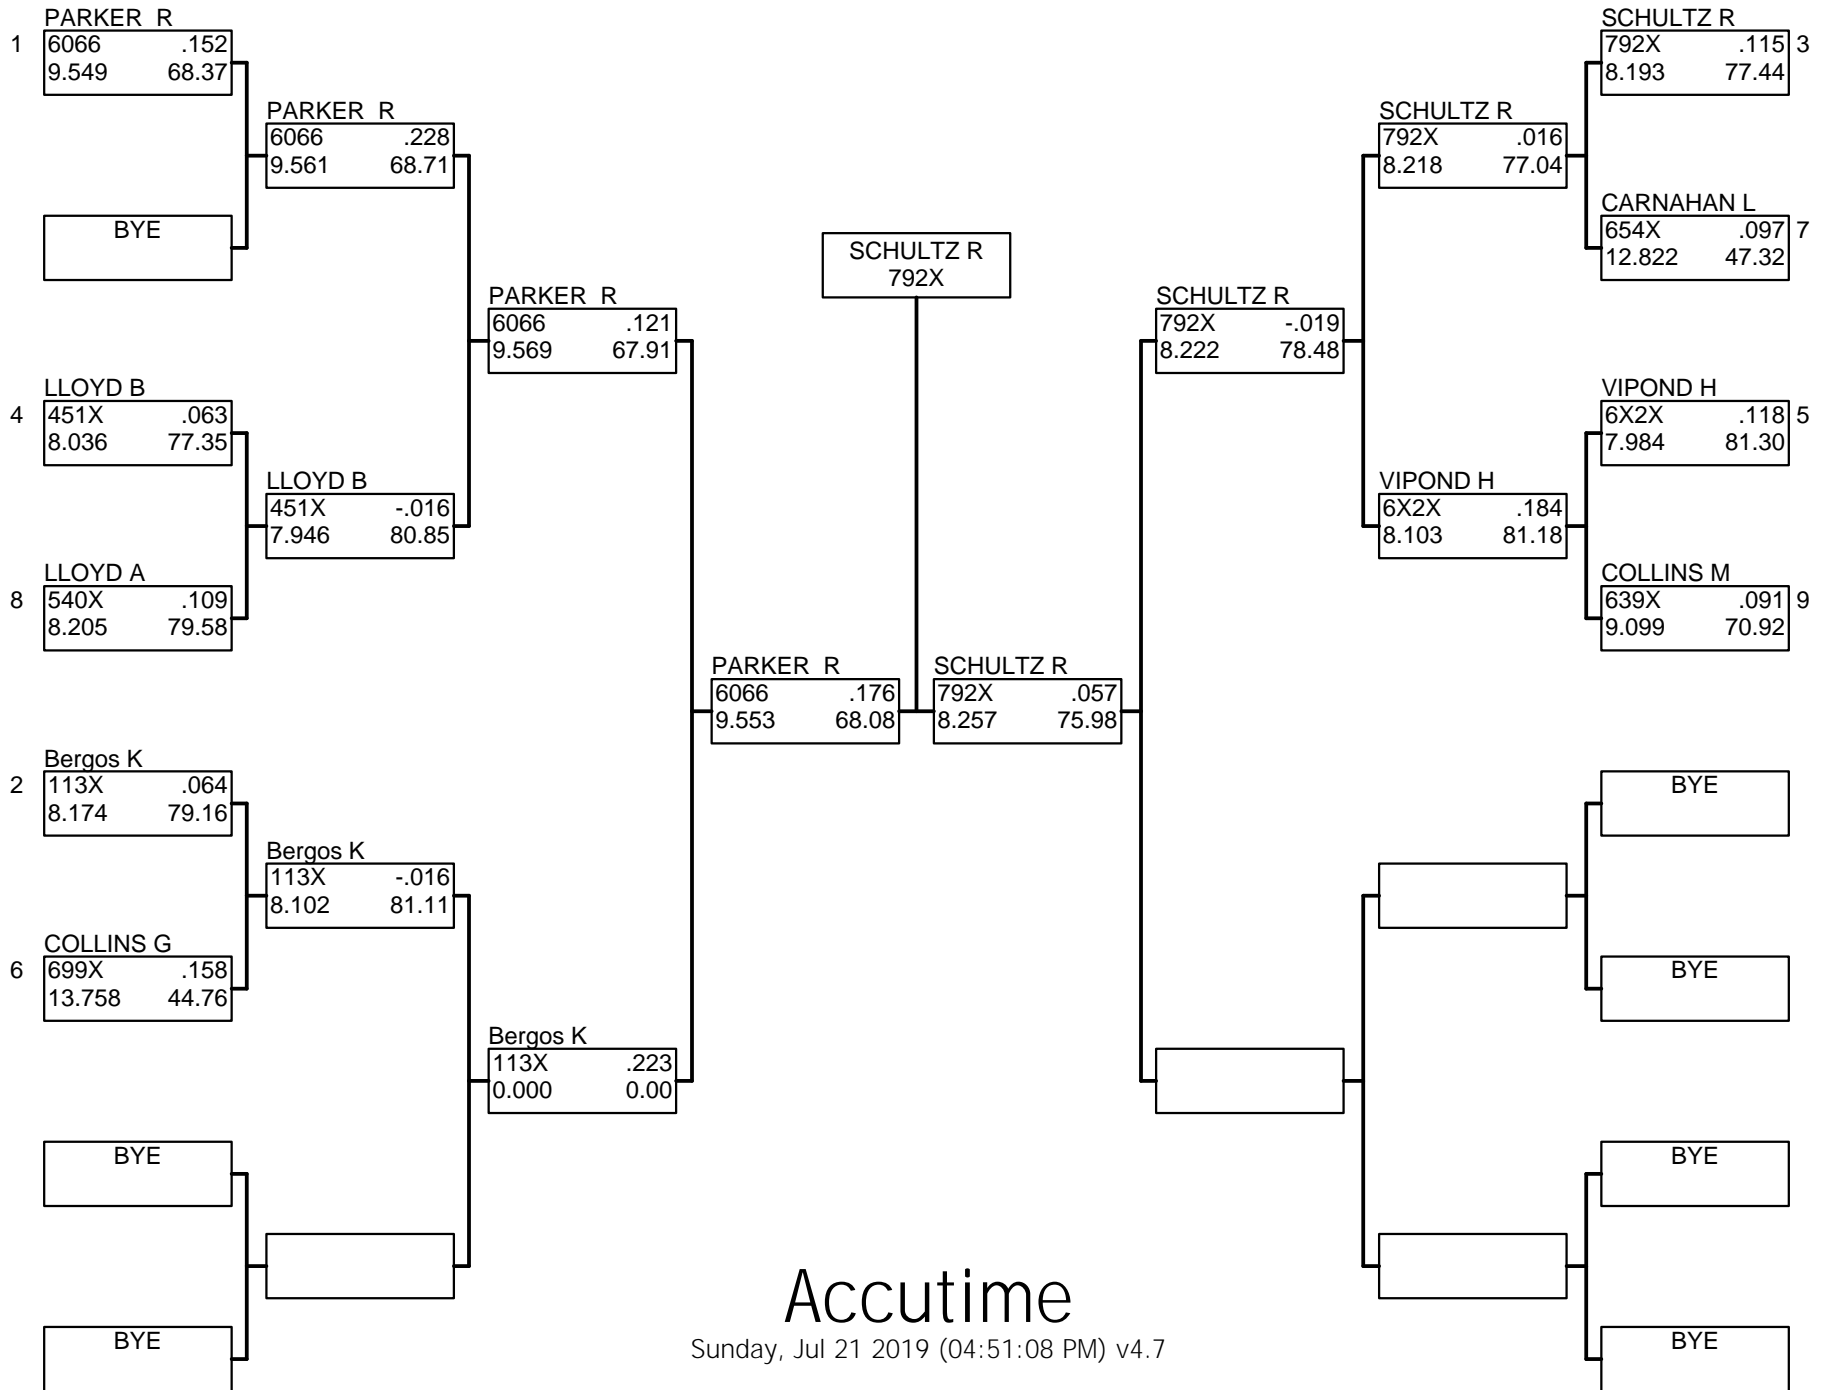 PARKER  R
1 6066 .152
9.549 68.37
BYE
LLOYD B
4 451X .063
8.036 77.35
LLOYD A
8 540X .109
8.205 79.58
Bergos K
2 113X .064
8.174 79.16
COLLINS G
6 699X .158
13.758 44.76
BYE
BYE
PARKER  R
6066 .228
9.561 68.71
LLOYD B
451X -.016
7.946 80.85
Bergos K
113X -.016
8.102 81.11
PARKER  R
6066 .121
9.569 67.91
Bergos K
113X .223
0.000 0.00
PARKER  R
6066 .176
9.553 68.08
SCHULTZ R
792X
SCHULTZ R
792X .057
8.257 75.98
SCHULTZ R
792X -.019
8.222 78.48
SCHULTZ R
792X .016
8.218 77.04
VIPOND H
6X2X .184
8.103 81.18
SCHULTZ R
792X .115 3
8.193 77.44
CARNAHAN L
654X .097 7
12.822 47.32
VIPOND H
6X2X .118 5
7.984 81.30
COLLINS M
639X .091 9
9.099 70.92
BYE
BYE
BYE
BYE
Accutime
Sunday, Jul 21 2019 (04:51:08 PM) v4.7